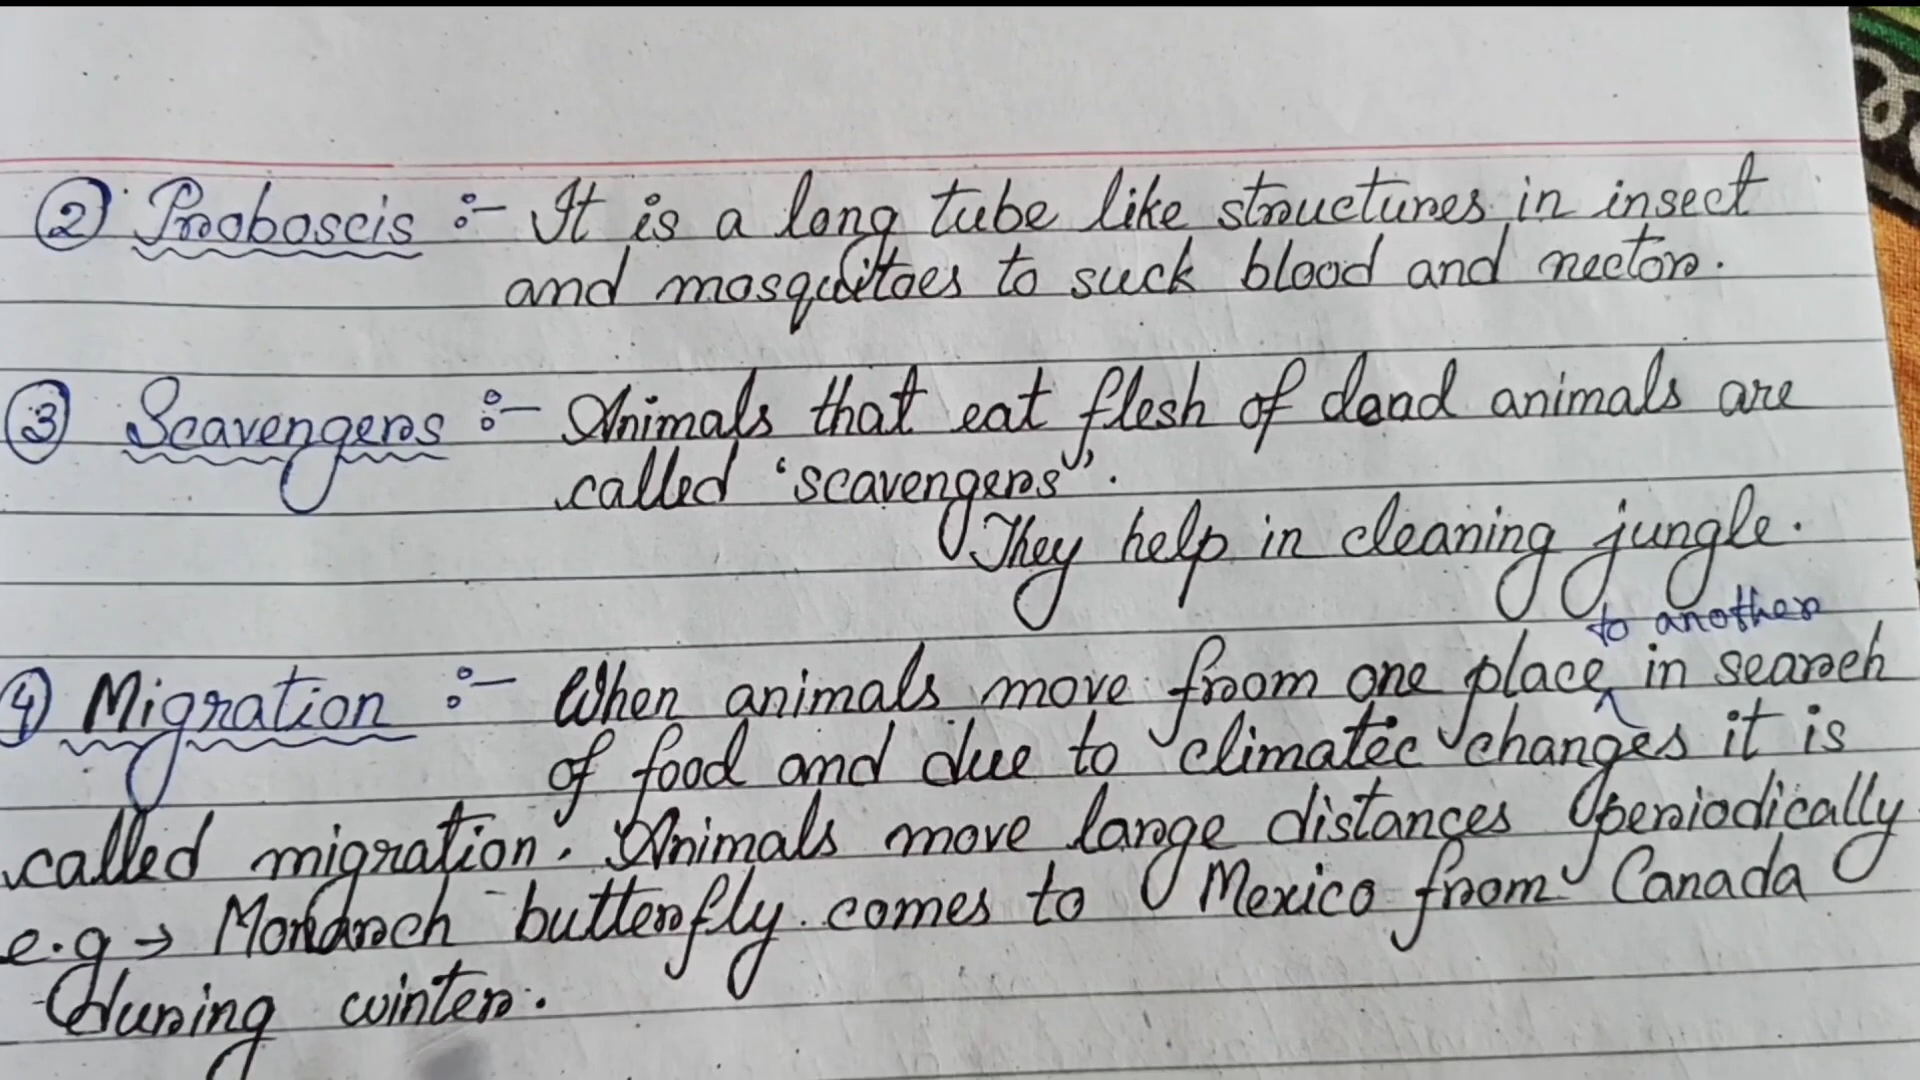 ② Proboscis :- It is a long tube like structures in insect
and mosquitoes to suck blood and nector.
③ Scavengers :- Animals that eat flesh of dead animals are
called 'scavengers'.
They help in cleaning jungle.
to another
④ Migration :- When animals move from one place in search
of food and due to climatic changes it is
called migration. Animals move large distances periodically
e.g → Monarch butterfly comes to Mexico from Canada
during winter.